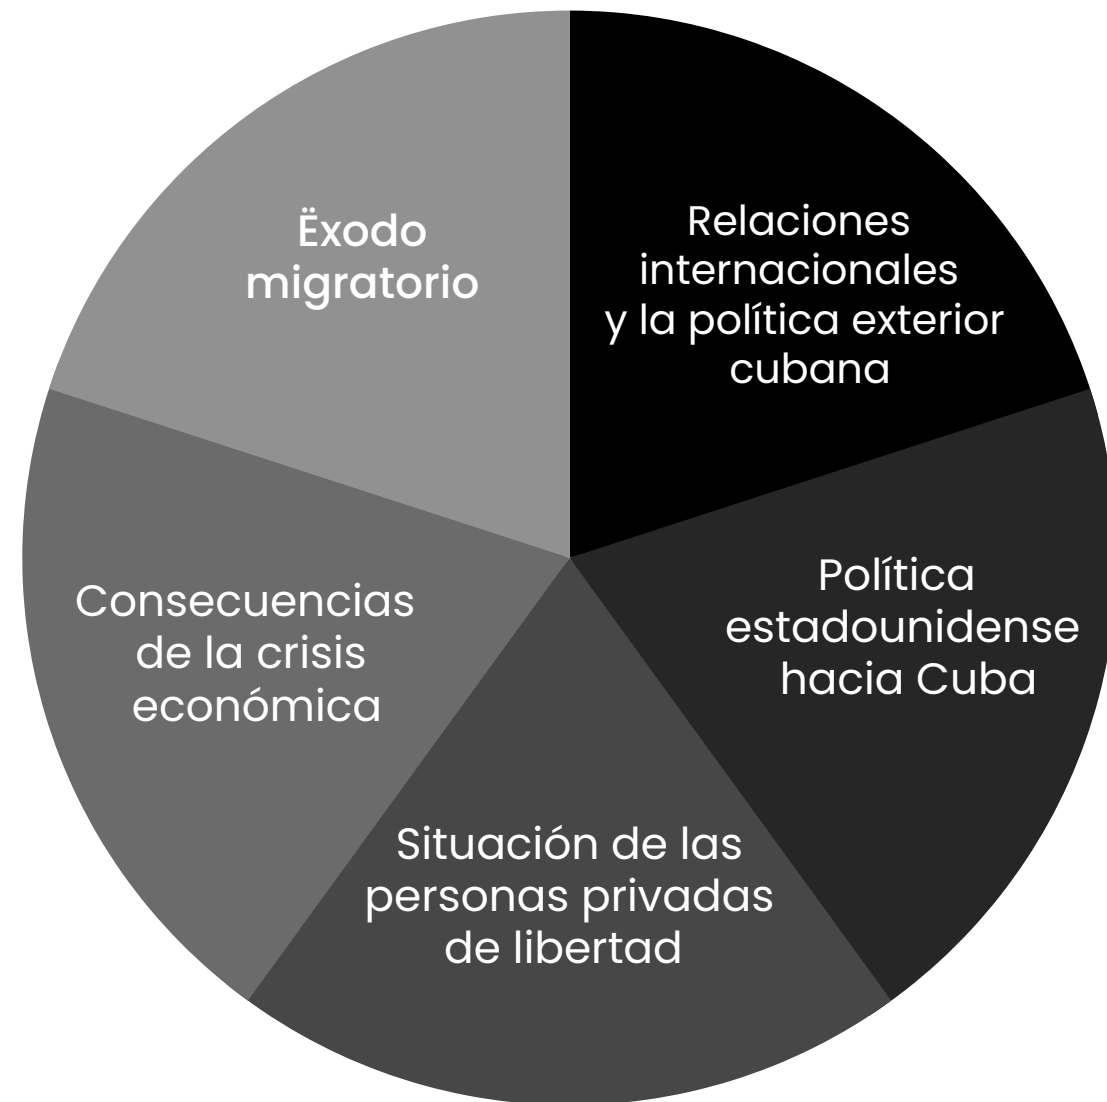 Ëxodo
migratorio
Relaciones
internacionales
y la política exterior
cubana
Política
estadounidense
hacia Cuba
Situación de las
personas privadas
de libertad
Consecuencias
de la crisis
económica